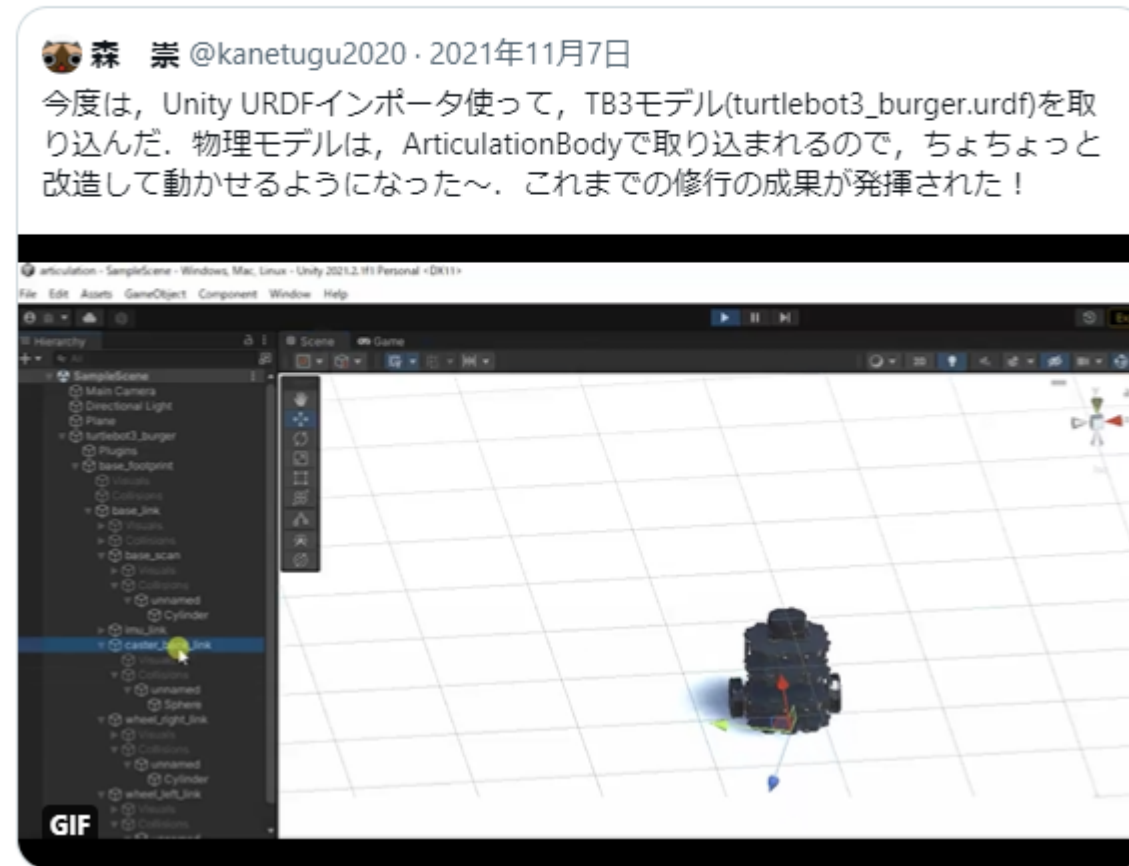 森 崇 @kanetugu2020 · 2021年11月7日
今度は，Unity URDFインポータ使って，TB3モデル(turtlebot3_burger.urdf)を取
り込んだ．物理モデルは，ArticulationBodyで取り込まれるので，ちょちょっと
改造して動かせるようになった～．これまでの修行の成果が発揮された！
articulation - SampleScene - Windows, Mac, Linux - Unity 2021.2.1f1 Personal <DX11>
File Edit Assets GameObject Component Window Help
Hierarchy
Scene Game
All
SampleScene
Main Camera
Directional Light
Plane
turtlebot3_burger
Plugins
base_footprint
Visuals
Collisions
base_link
Visuals
Collisions
base_scan
Visuals
Collisions
unnamed
Cylinder
imu_link
Visuals
Collisions
unnamed
Sphere
wheel_right_link
Visuals
Collisions
unnamed
Cylinder
wheel_left_link
Visuals
Collisions
GIF